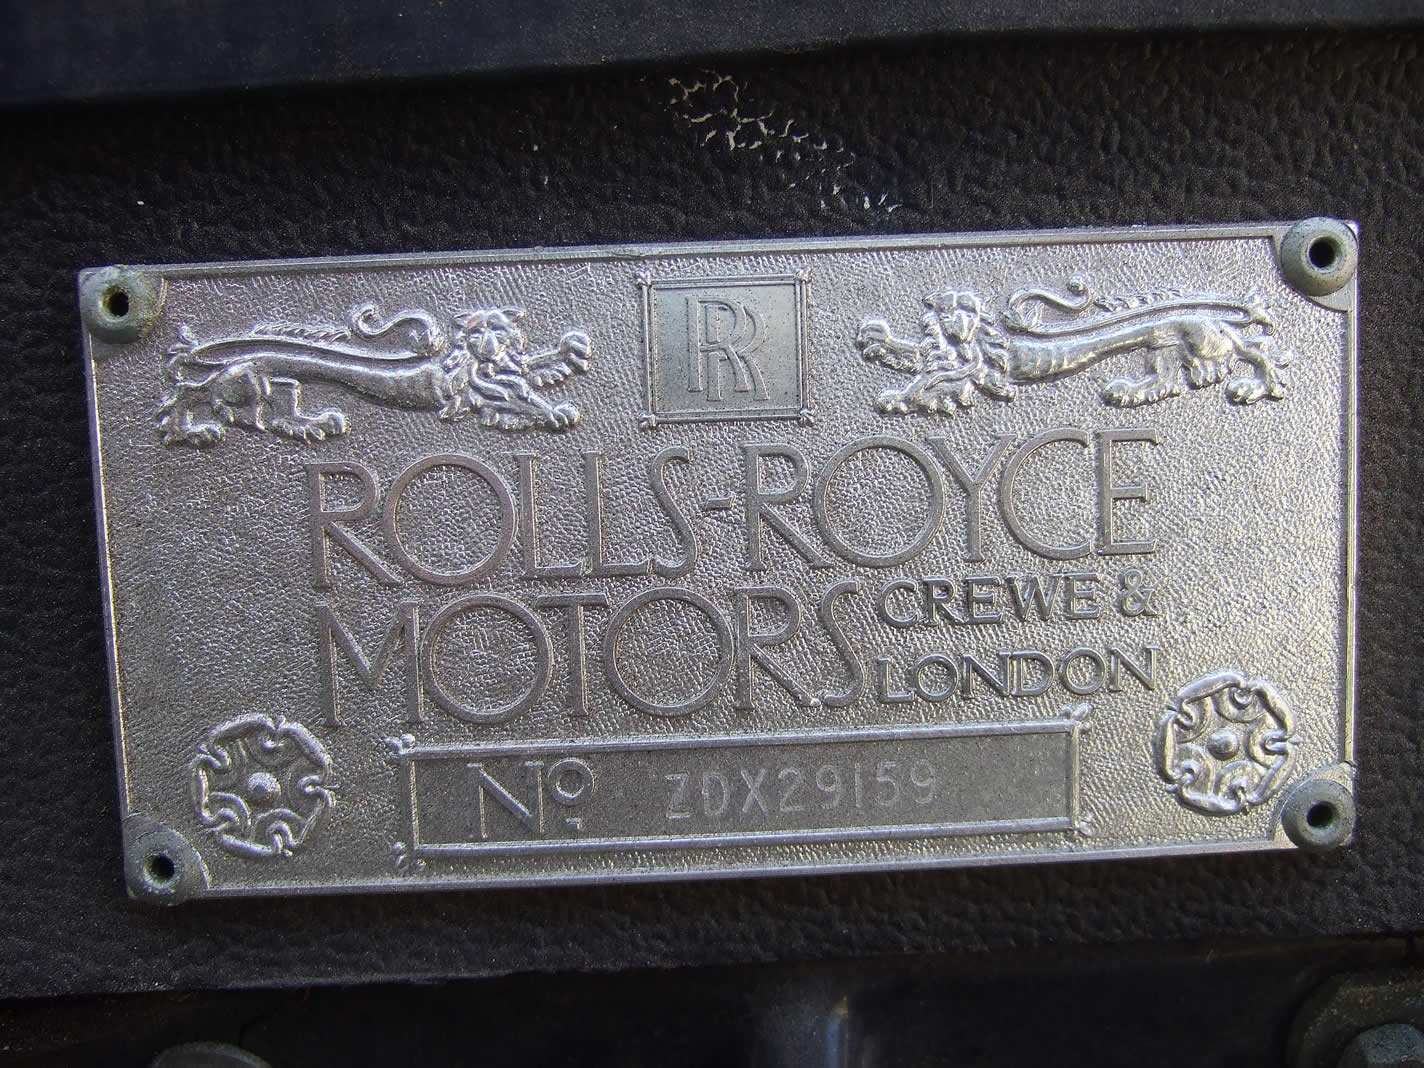 RR
ROLLS-ROYCE
MOTORS CREWE &
LONDON
No ZDX29159